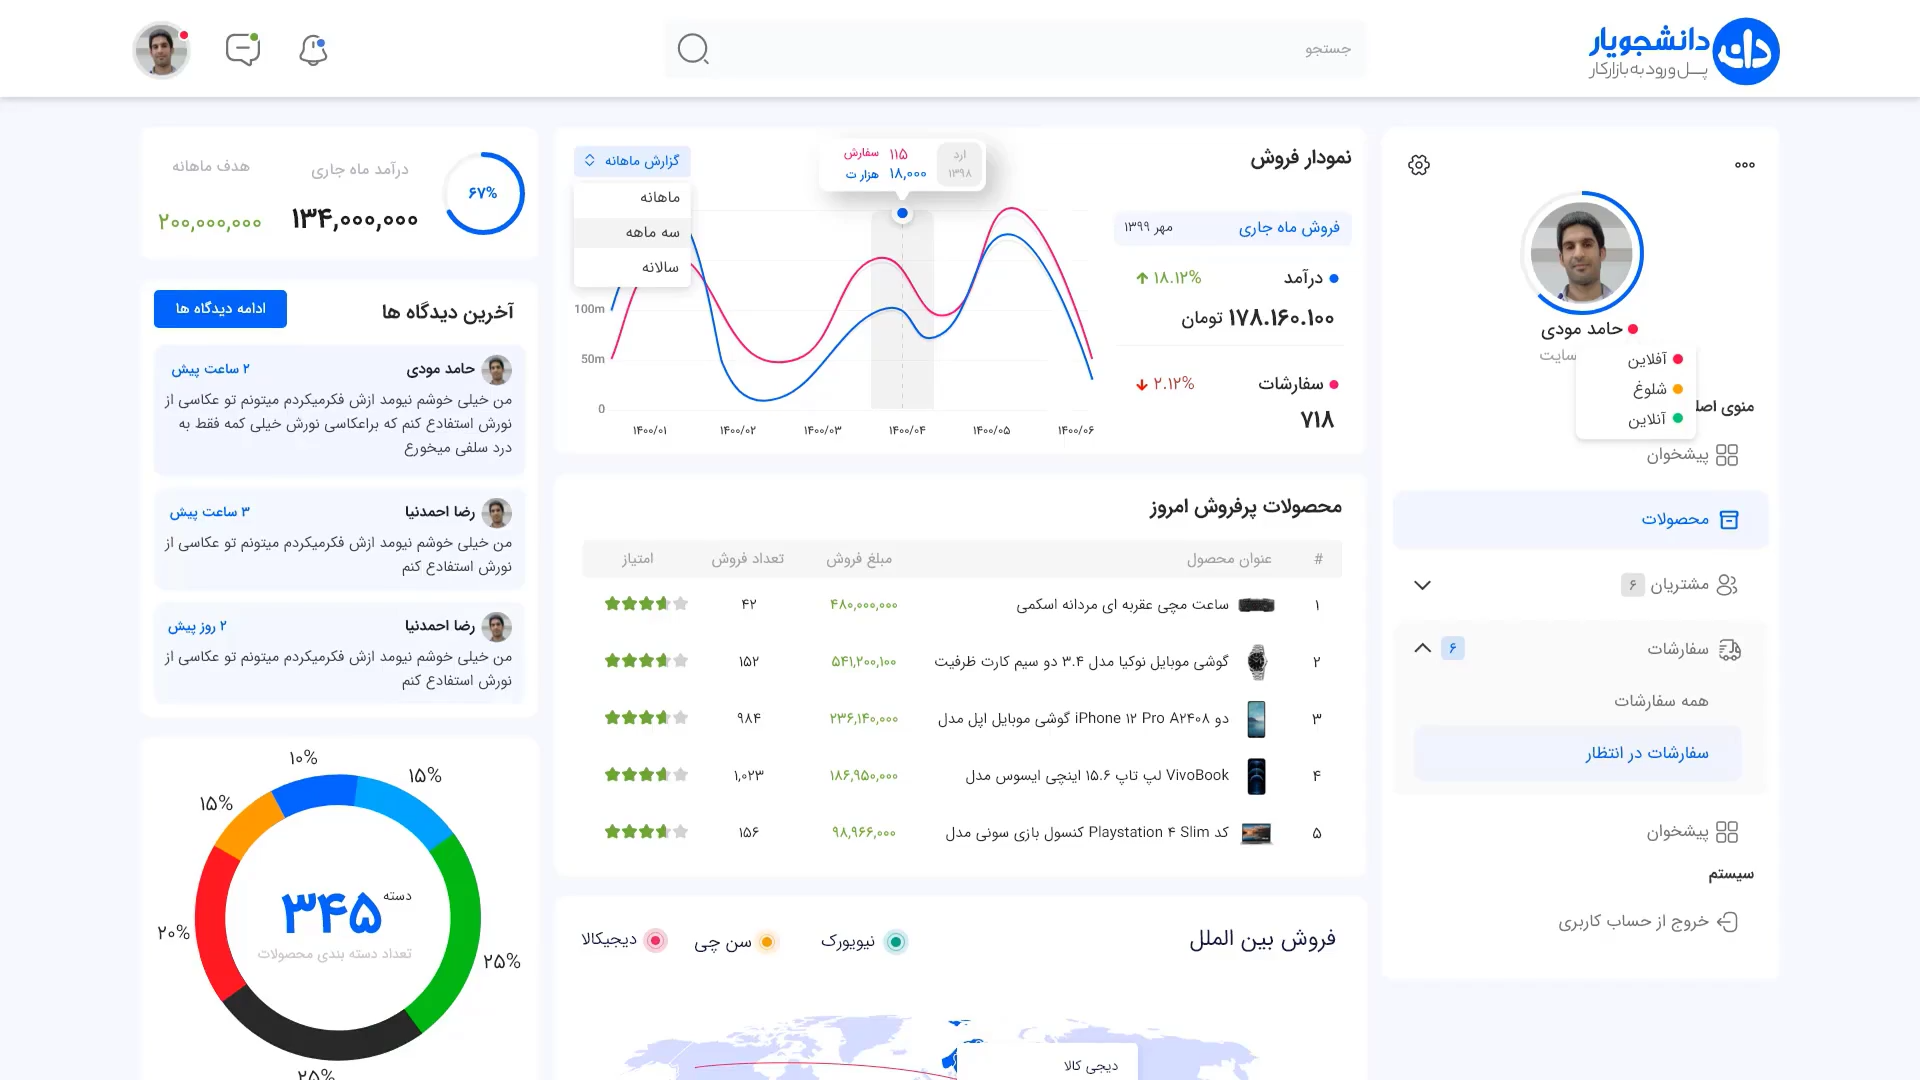 دانشجویار
پل ورود به بازار کار
جستجو
حامد مودی
سایت
آفلاین
شلوغ
آنلاین
منوی اصل
پیشخوان
محصولات
مشتریان ۶
سفارشات ۶
همه سفارشات
سفارشات در انتظار
پیشخوان
سیستم
خروج از حساب کاربری
نمودار فروش
فروش ماه جاری مهر ۱۳۹۹
درآمد ۱۸.۱۲%
۱۷۸.۱۶۰.۱۰۰ تومان
سفارشات ۲.۱۲%
۷۱۸
ارد
۱۳۹۸
۱۱۵ سفارش
۱۸,۰۰۰ هزار ت
گزارش ماهانه
ماهانه
سه ماهه
سالانه
100m
50m
0
۱۴۰۰/۰۱ ۱۴۰۰/۰۲ ۱۴۰۰/۰۳ ۱۴۰۰/۰۴ ۱۴۰۰/۰۵ ۱۴۰۰/۰۶
محصولات پرفروش امروز
# عنوان محصول مبلغ فروش تعداد فروش امتیاز
۱ ساعت مچی عقربه ای مردانه اسکمی ۴۸۰,۰۰۰,۰۰۰ ۴۲
۲ گوشی موبایل نوکیا مدل ۳.۴ دو سیم کارت ظرفیت ۵۴۱,۲۰۰,۱۰۰ ۱۵۲
۳ دو iPhone ۱۲ Pro A۲۴۰۸ گوشی موبایل اپل مدل ۲۳۶,۱۴۰,۰۰۰ ۹۸۴
۴ VivoBook لپ تاپ ۱۵.۶ اینچی ایسوس مدل ۱۸۶,۹۵۰,۰۰۰ ۱,۰۲۳
۵ کد Playstation ۴ Slim کنسول بازی سونی مدل ۹۸,۹۶۶,۰۰۰ ۱۵۶
فروش بین الملل
نیویورک
سن چی
دیجیکالا
دیجی کالا
۶۷%
درآمد ماه جاری
۱۳۴,۰۰۰,۰۰۰
هدف ماهانه
۲۰۰,۰۰۰,۰۰۰
آخرین دیدگاه ها
ادامه دیدگاه ها
حامد مودی ۲ ساعت پیش
من خیلی خوشم نیومد ازش فکرمیکردم میتونم تو عکاسی از
نورش استفادع کنم که براعکاسی نورش خیلی کمه فقط به
درد سلفی میخورع
رضا احمدنیا ۳ ساعت پیش
من خیلی خوشم نیومد ازش فکرمیکردم میتونم تو عکاسی از
نورش استفادع کنم
رضا احمدنیا ۲ روز پیش
من خیلی خوشم نیومد ازش فکرمیکردم میتونم تو عکاسی از
نورش استفادع کنم
۱۰%
۱۵%
۱۵%
۲۰%
۲۵%
۲۵%
دسته
۳۴۵
تعداد دسته بندی محصولات